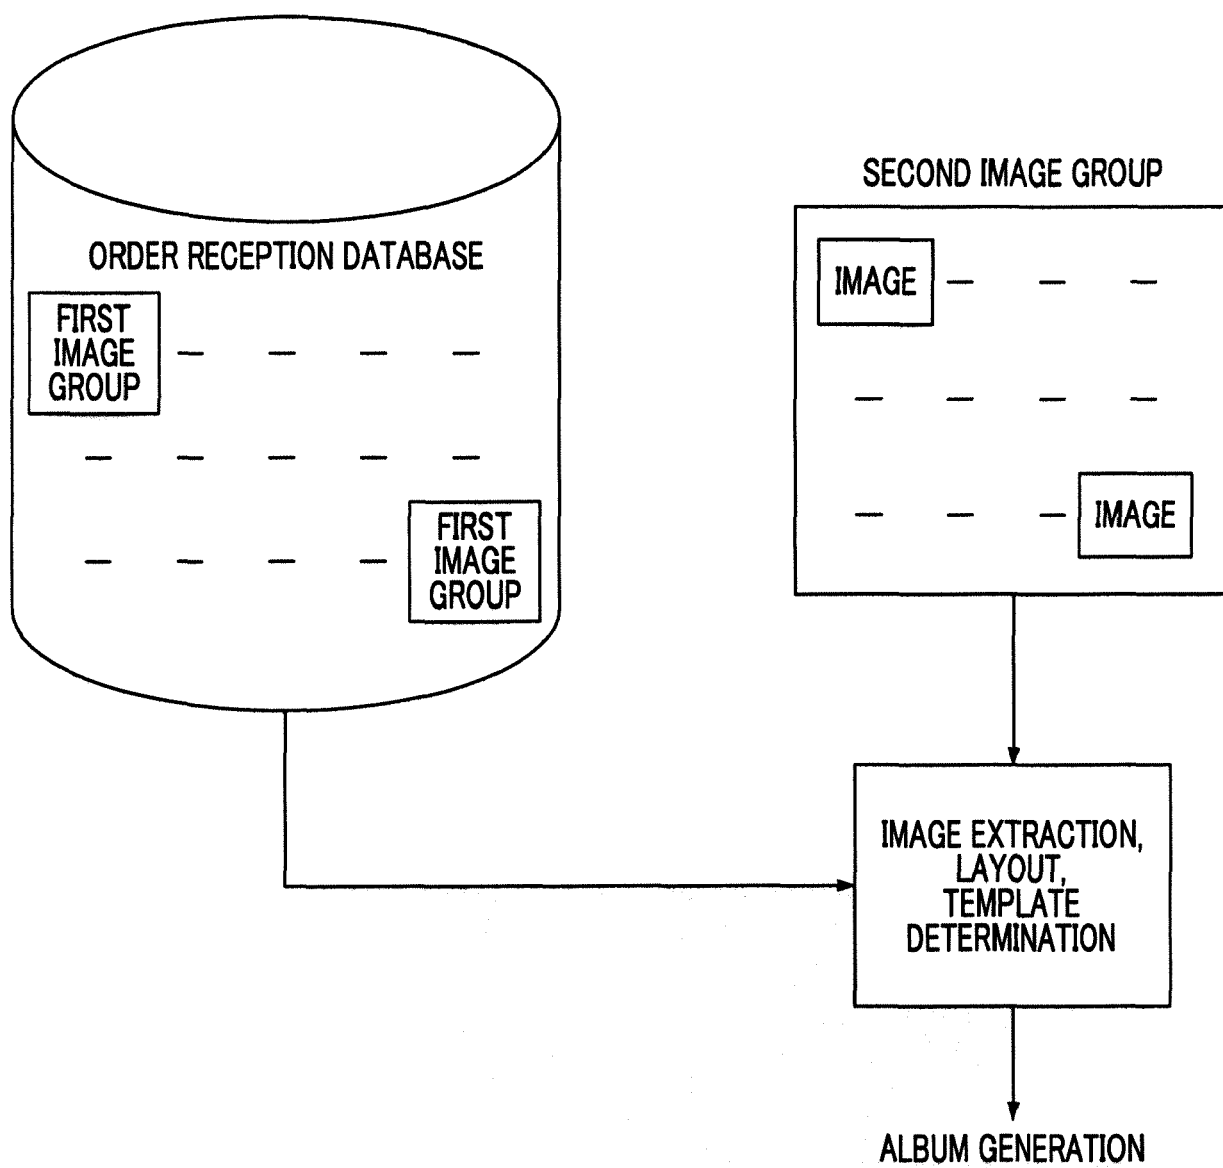 ORDER RECEPTION DATABASE
FIRST
IMAGE
GROUP
FIRST
IMAGE
GROUP
SECOND IMAGE GROUP
IMAGE
IMAGE
IMAGE EXTRACTION,
LAYOUT,
TEMPLATE
DETERMINATION
ALBUM GENERATION